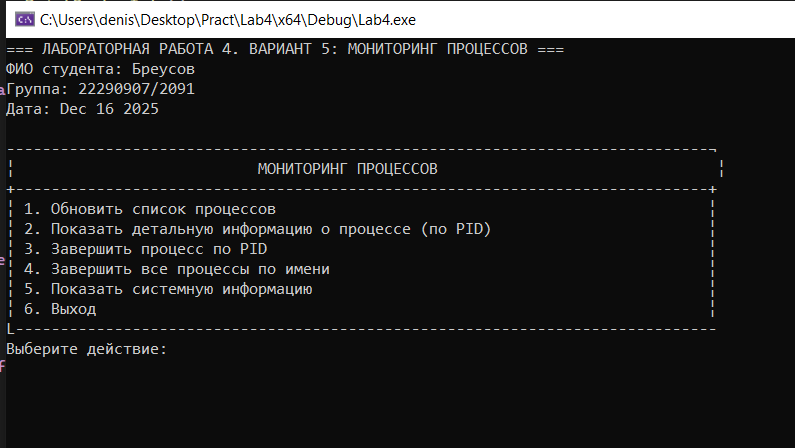 C:\Users\denis\Desktop\Pract\Lab4\x64\Debug\Lab4.exe
=== ЛАБОРАТОРНАЯ РАБОТА 4. ВАРИАНТ 5: МОНИТОРИНГ ПРОЦЕССОВ ===
ФИО студента: Бреусов
Группа: 22290907/2091
Дата: Dec 16 2025
МОНИТОРИНГ ПРОЦЕССОВ
1. Обновить список процессов
2. Показать детальную информацию о процессе (по PID)
3. Завершить процесс по PID
4. Завершить все процессы по имени
5. Показать системную информацию
6. Выход
Выберите действие: